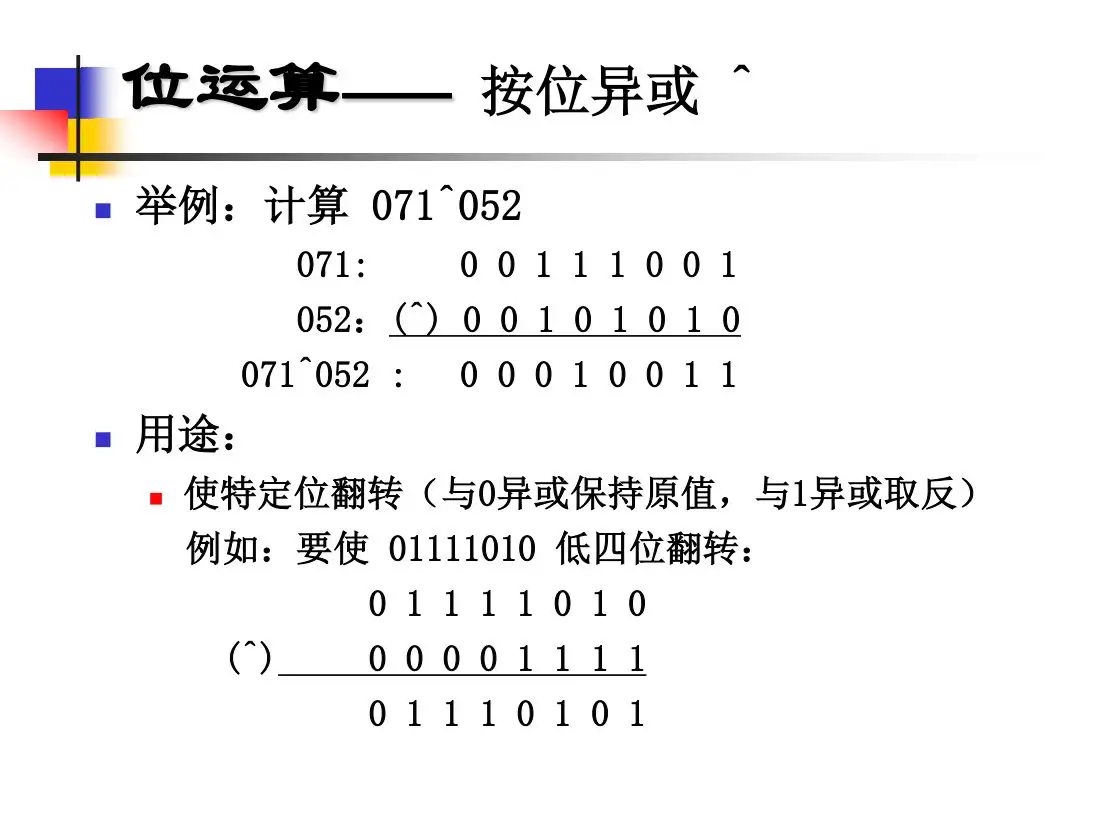 位运算—— 按位异或 ^
举例：计算 071^052
071: 0 0 1 1 1 0 0 1
052：(^) 0 0 1 0 1 0 1 0
071^052 : 0 0 0 1 0 0 1 1
用途：
使特定位翻转（与0异或保持原值，与1异或取反）
例如：要使 01111010 低四位翻转：
0 1 1 1 1 0 1 0
(^) 0 0 0 0 1 1 1 1
0 1 1 1 0 1 0 1